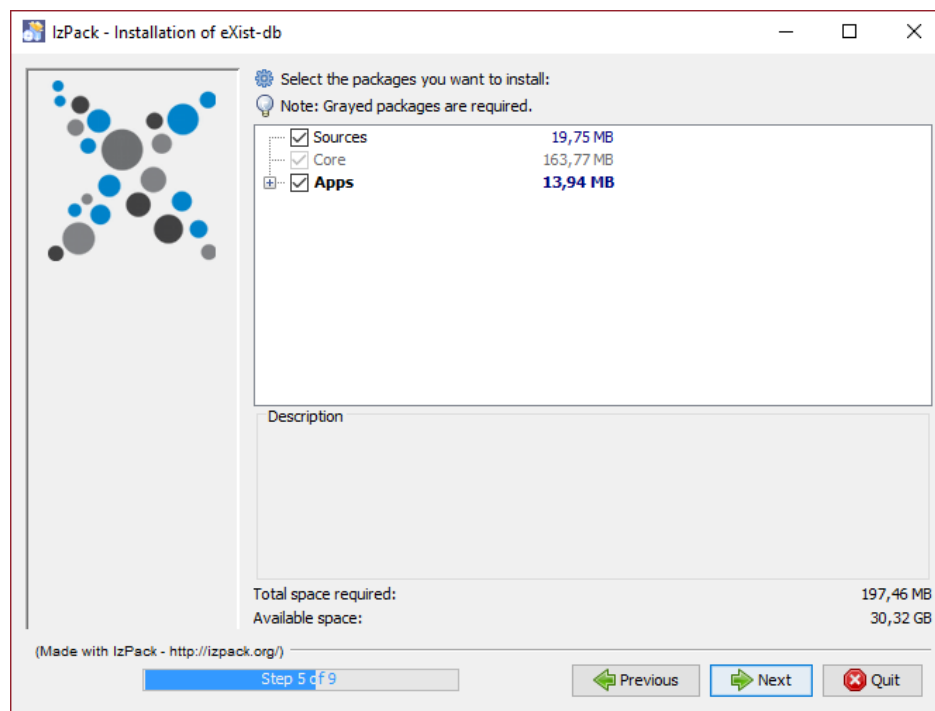 IzPack - Installation of eXist-db
Select the packages you want to install:
Note: Grayed packages are required.
Sources 19,75 MB
Core 163,77 MB
Apps 13,94 MB
Description
Total space required: 197,46 MB
Available space: 30,32 GB
(Made with IzPack - http://izpack.org/)
Step 5 of 9
Previous Next Quit